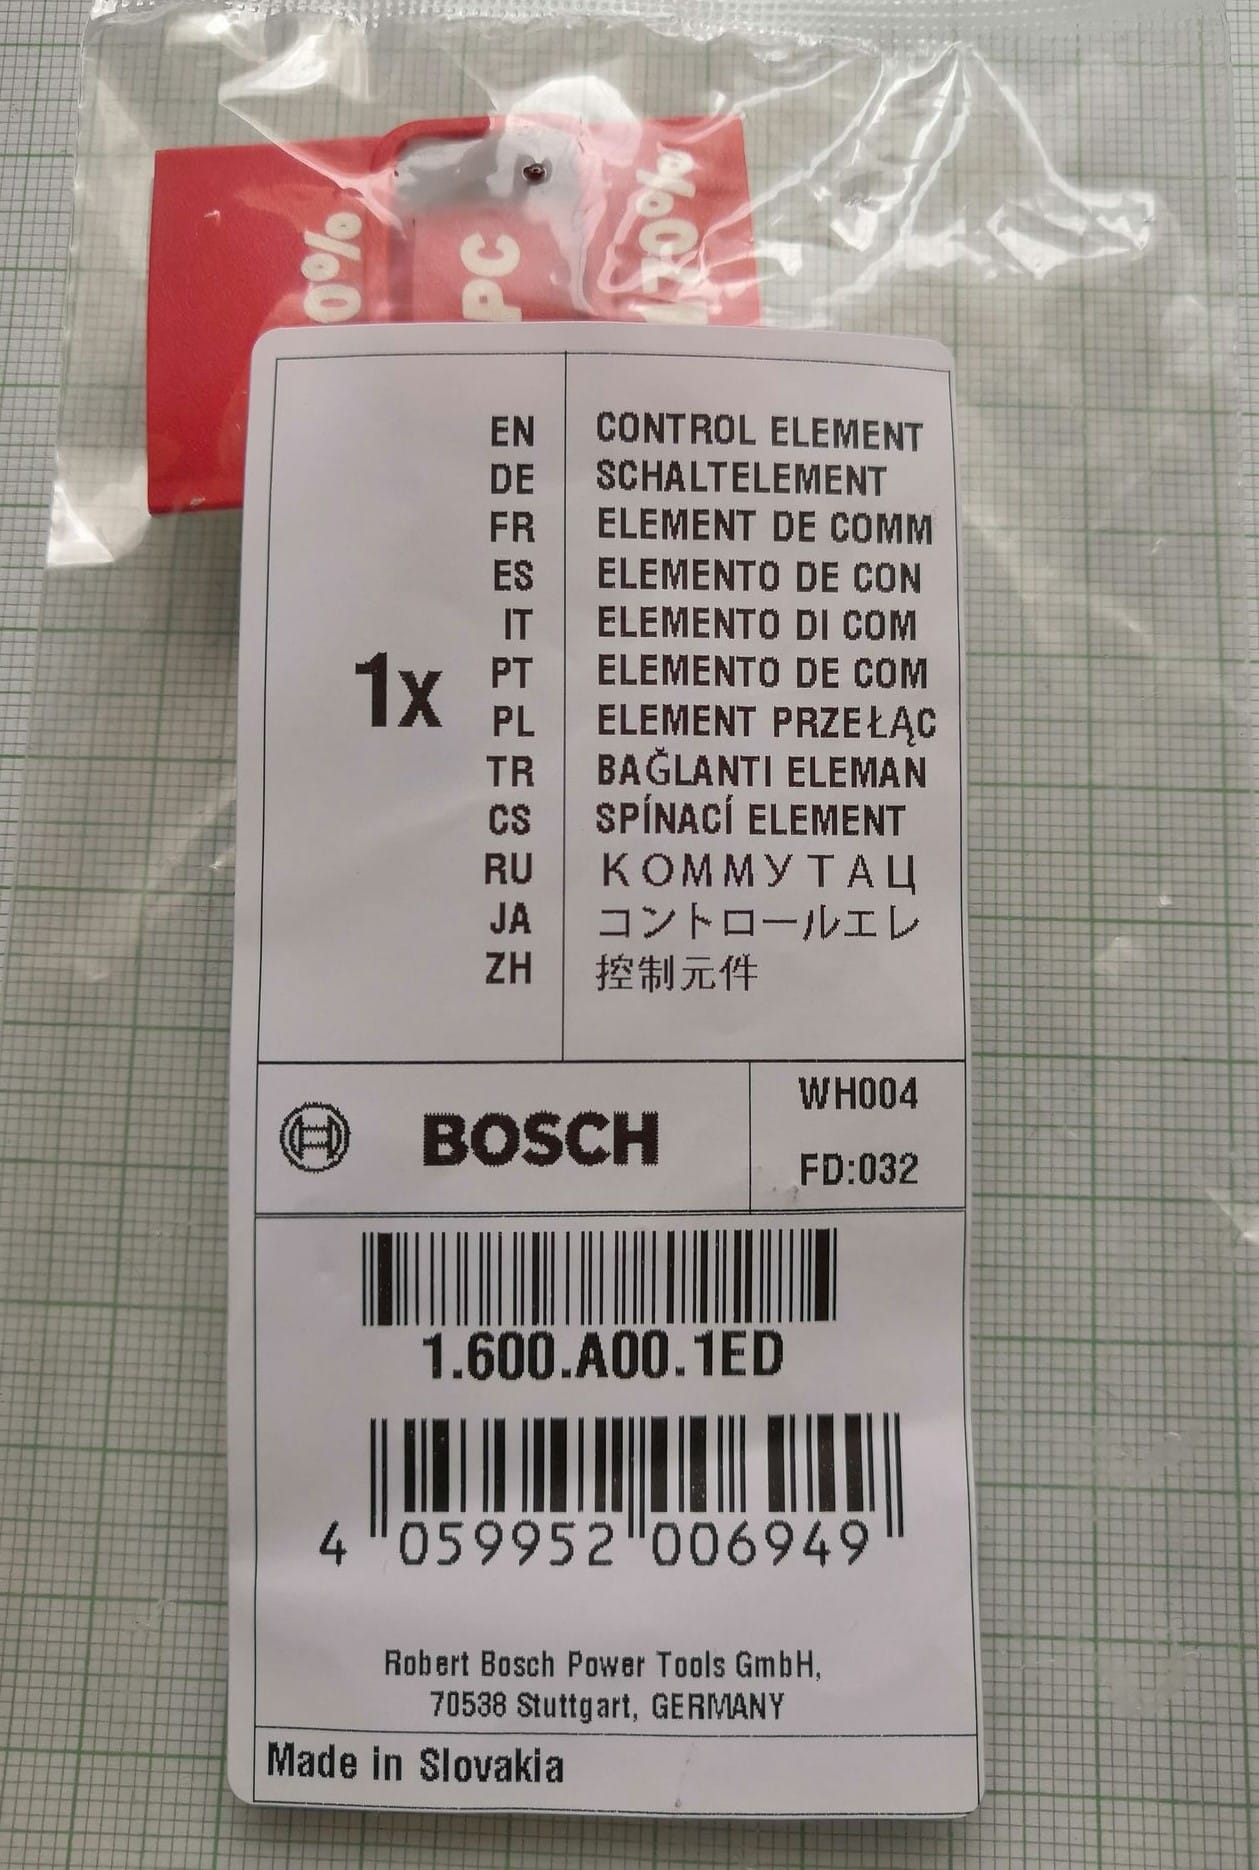 0%
PC
170%
EN CONTROL ELEMENT
DE SCHALTELEMENT
FR ELEMENT DE COMM
ES ELEMENTO DE CON
IT ELEMENTO DI COM
1x
PT ELEMENTO DE COM
PL ELEMENT PRZEŁĄC
TR BAĞLANTI ELEMAN
CS SPÍNACÍ ELEMENT
RU КОММУТАЦ
JA コントロールエレ
ZH 控制元件
BOSCH
WH004
FD:032
1.600.A00.1ED
4 059952 006949
Robert Bosch Power Tools GmbH,
70538 Stuttgart, GERMANY
Made in Slovakia